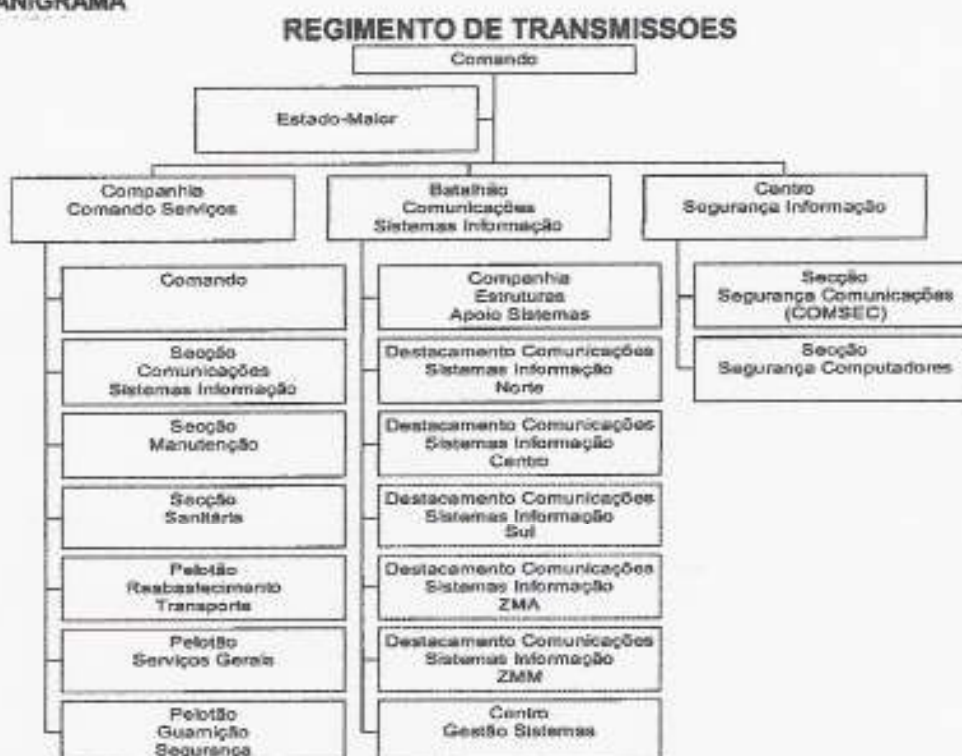 REGIMENTO DE TRANSMISSOES
Comando
Estado-Maior
Companhia
Comando Serviços
Batalhão
Comunicações
Sistemas Informação
Centro
Segurança Informação
Comando
Secção
Comunicações
Sistemas Informação
Secção
Manutenção
Secção
Sanitária
Pelotão
Reabastecimento
Transporte
Pelotão
Serviços Gerais
Pelotão
Guarnição
Segurança
Companhia
Estruturas
Apoio Sistemas
Destacamento Comunicações
Sistemas Informação
Norte
Destacamento Comunicações
Sistemas Informação
Centro
Destacamento Comunicações
Sistemas Informação
Sul
Destacamento Comunicações
Sistemas Informação
ZMA
Destacamento Comunicações
Sistemas Informação
ZMM
Centro
Gestão Sistemas
Secção
Segurança Comunicações
(COMSEC)
Secção
Segurança Computadores